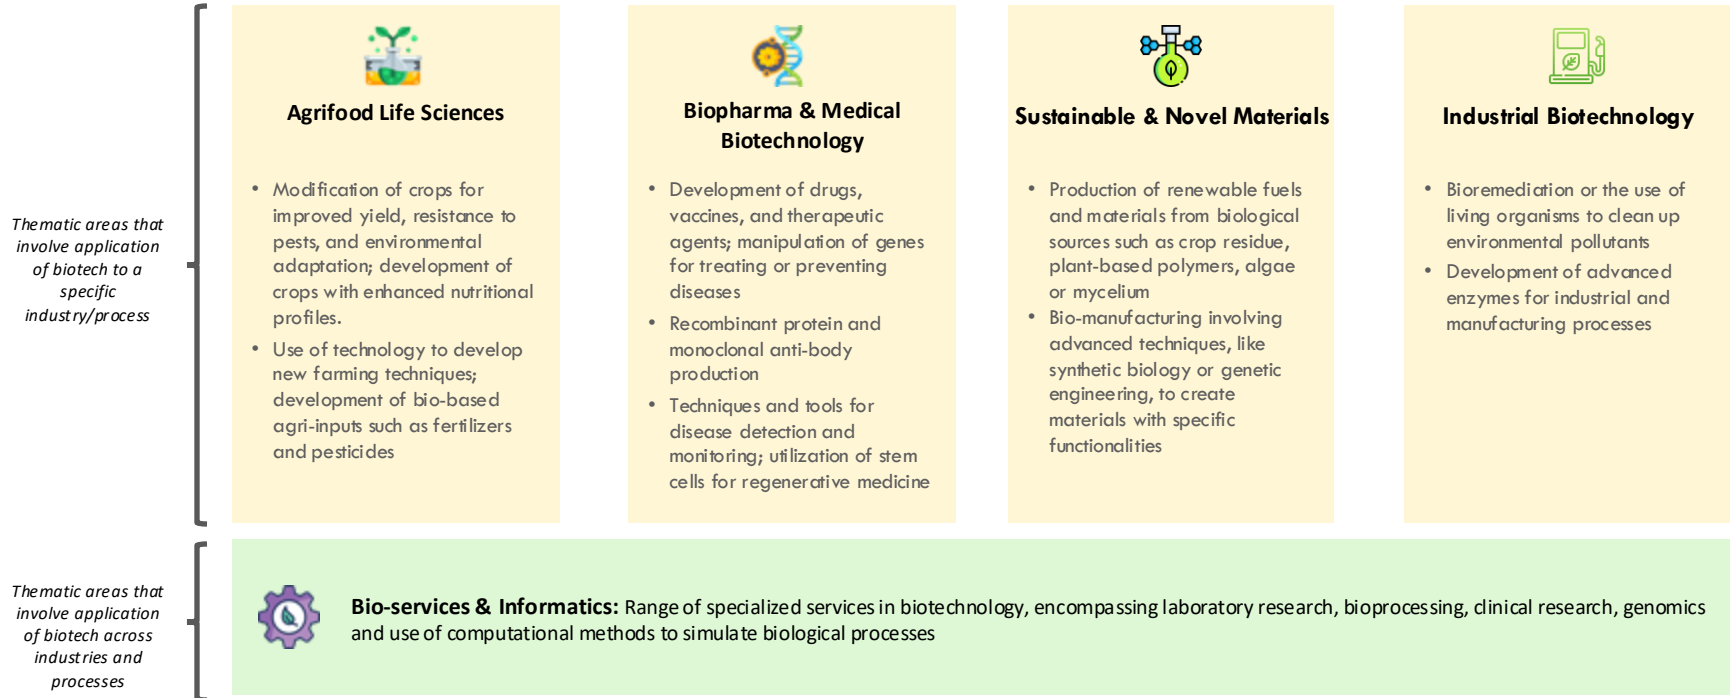 Thematic areas that
involve application
of biotech to a
specific
industry/process
Agrifood Life Sciences
• Modification of crops for
improved yield, resistance to
pests, and environmental
adaptation; development of
crops with enhanced nutritional
profiles.
• Use of technology to develop
new farming techniques;
development of bio-based
agri-inputs such as fertilizers
and pesticides
Biopharma & Medical
Biotechnology
• Development of drugs,
vaccines, and therapeutic
agents; manipulation of genes
for treating or preventing
diseases
• Recombinant protein and
monoclonal anti-body
production
• Techniques and tools for
disease detection and
monitoring; utilization of stem
cells for regenerative medicine
Sustainable & Novel Materials
• Production of renewable fuels
and materials from biological
sources such as crop residue,
plant-based polymers, algae
or mycelium
• Bio-manufacturing involving
advanced techniques, like
synthetic biology or genetic
engineering, to create
materials with specific
functionalities
Industrial Biotechnology
• Bioremediation or the use of
living organisms to clean up
environmental pollutants
• Development of advanced
enzymes for industrial and
manufacturing processes
Thematic areas that
involve application
of biotech across
industries and
processes
Bio-services & Informatics: Range of specialized services in biotechnology, encompassing laboratory research, bioprocessing, clinical research, genomics
and use of computational methods to simulate biological processes